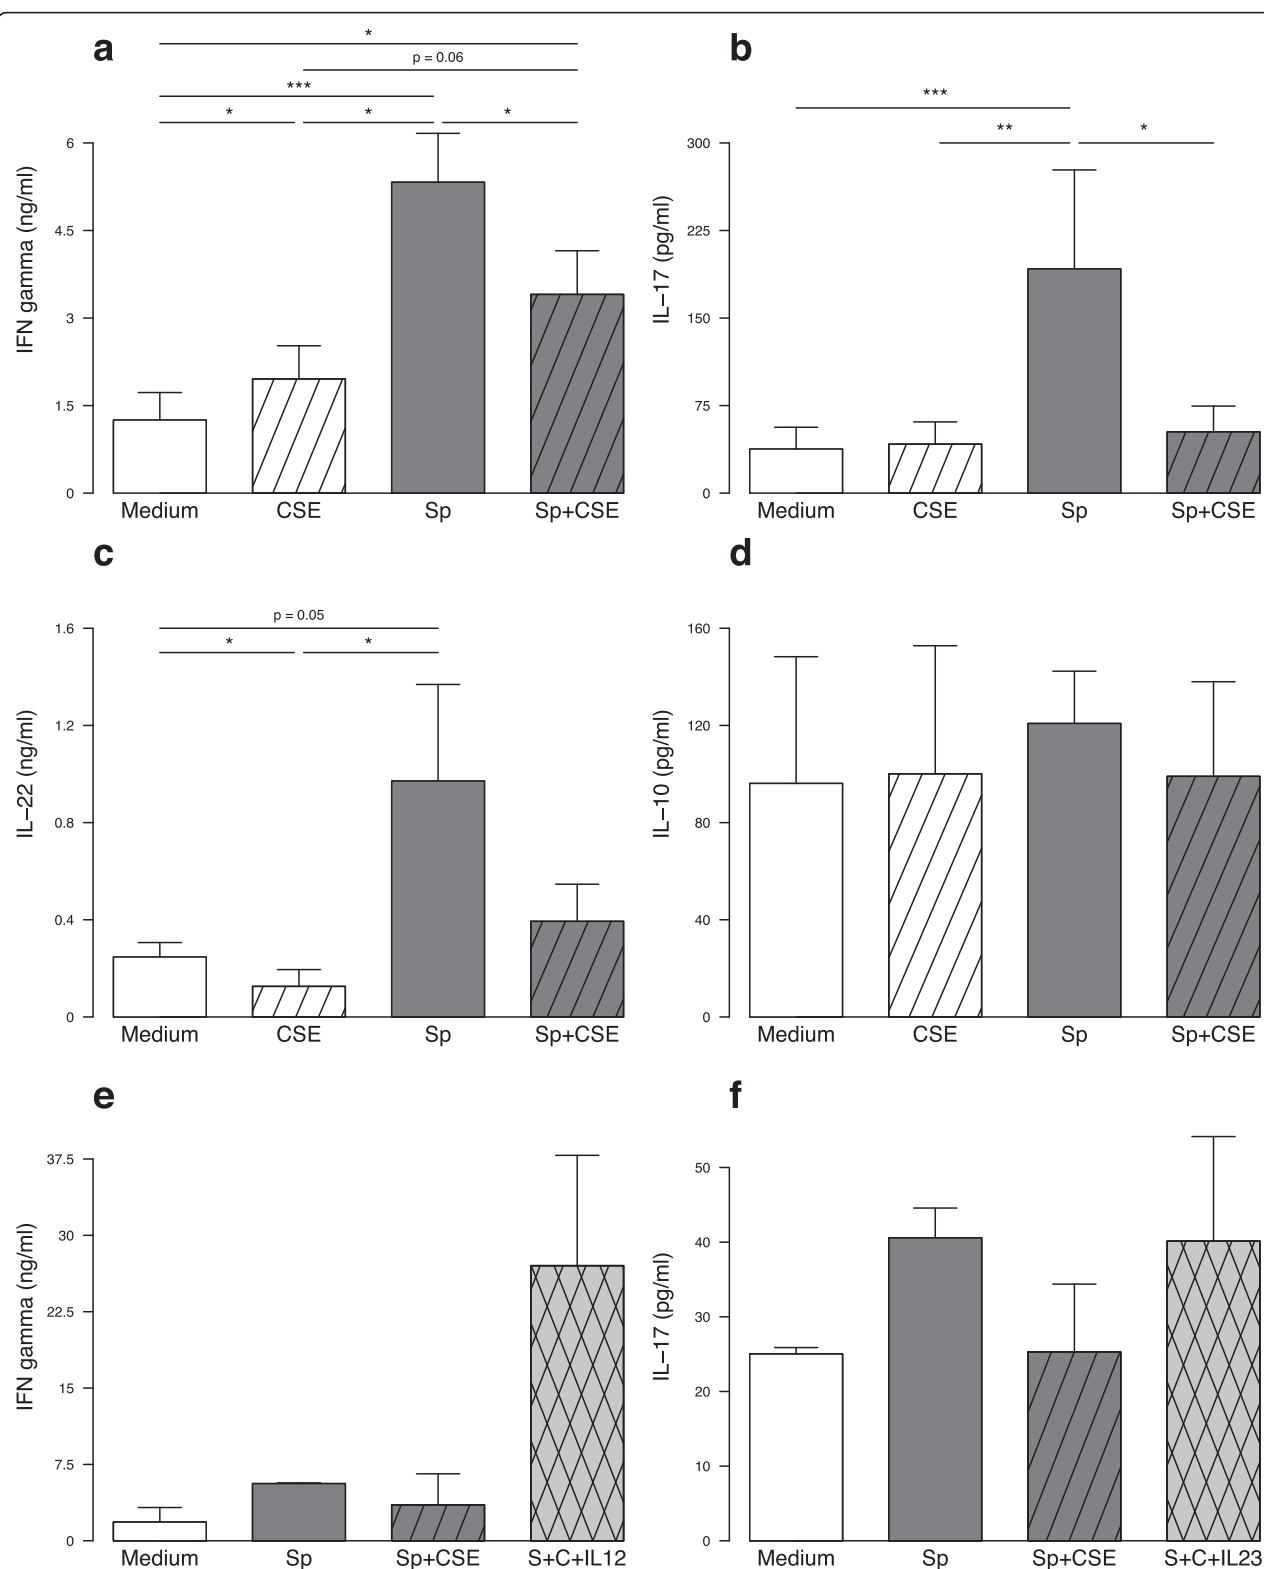 a
*
p = 0.06
***
* * *
IFN gamma (ng/ml)
6
4.5
3
1.5
0
Medium CSE Sp Sp+CSE
b
***
** *
IL−17 (pg/ml)
300
225
150
75
0
Medium CSE Sp Sp+CSE
c
p = 0.05
* *
IL−22 (ng/ml)
1.6
1.2
0.8
0.4
0
Medium CSE Sp Sp+CSE
d
IL−10 (pg/ml)
160
120
80
40
0
Medium CSE Sp Sp+CSE
e
IFN gamma (ng/ml)
37.5
30
22.5
15
7.5
0
Medium Sp Sp+CSE S+C+IL12
f
IL−17 (pg/ml)
50
40
30
20
10
0
Medium Sp Sp+CSE S+C+IL23